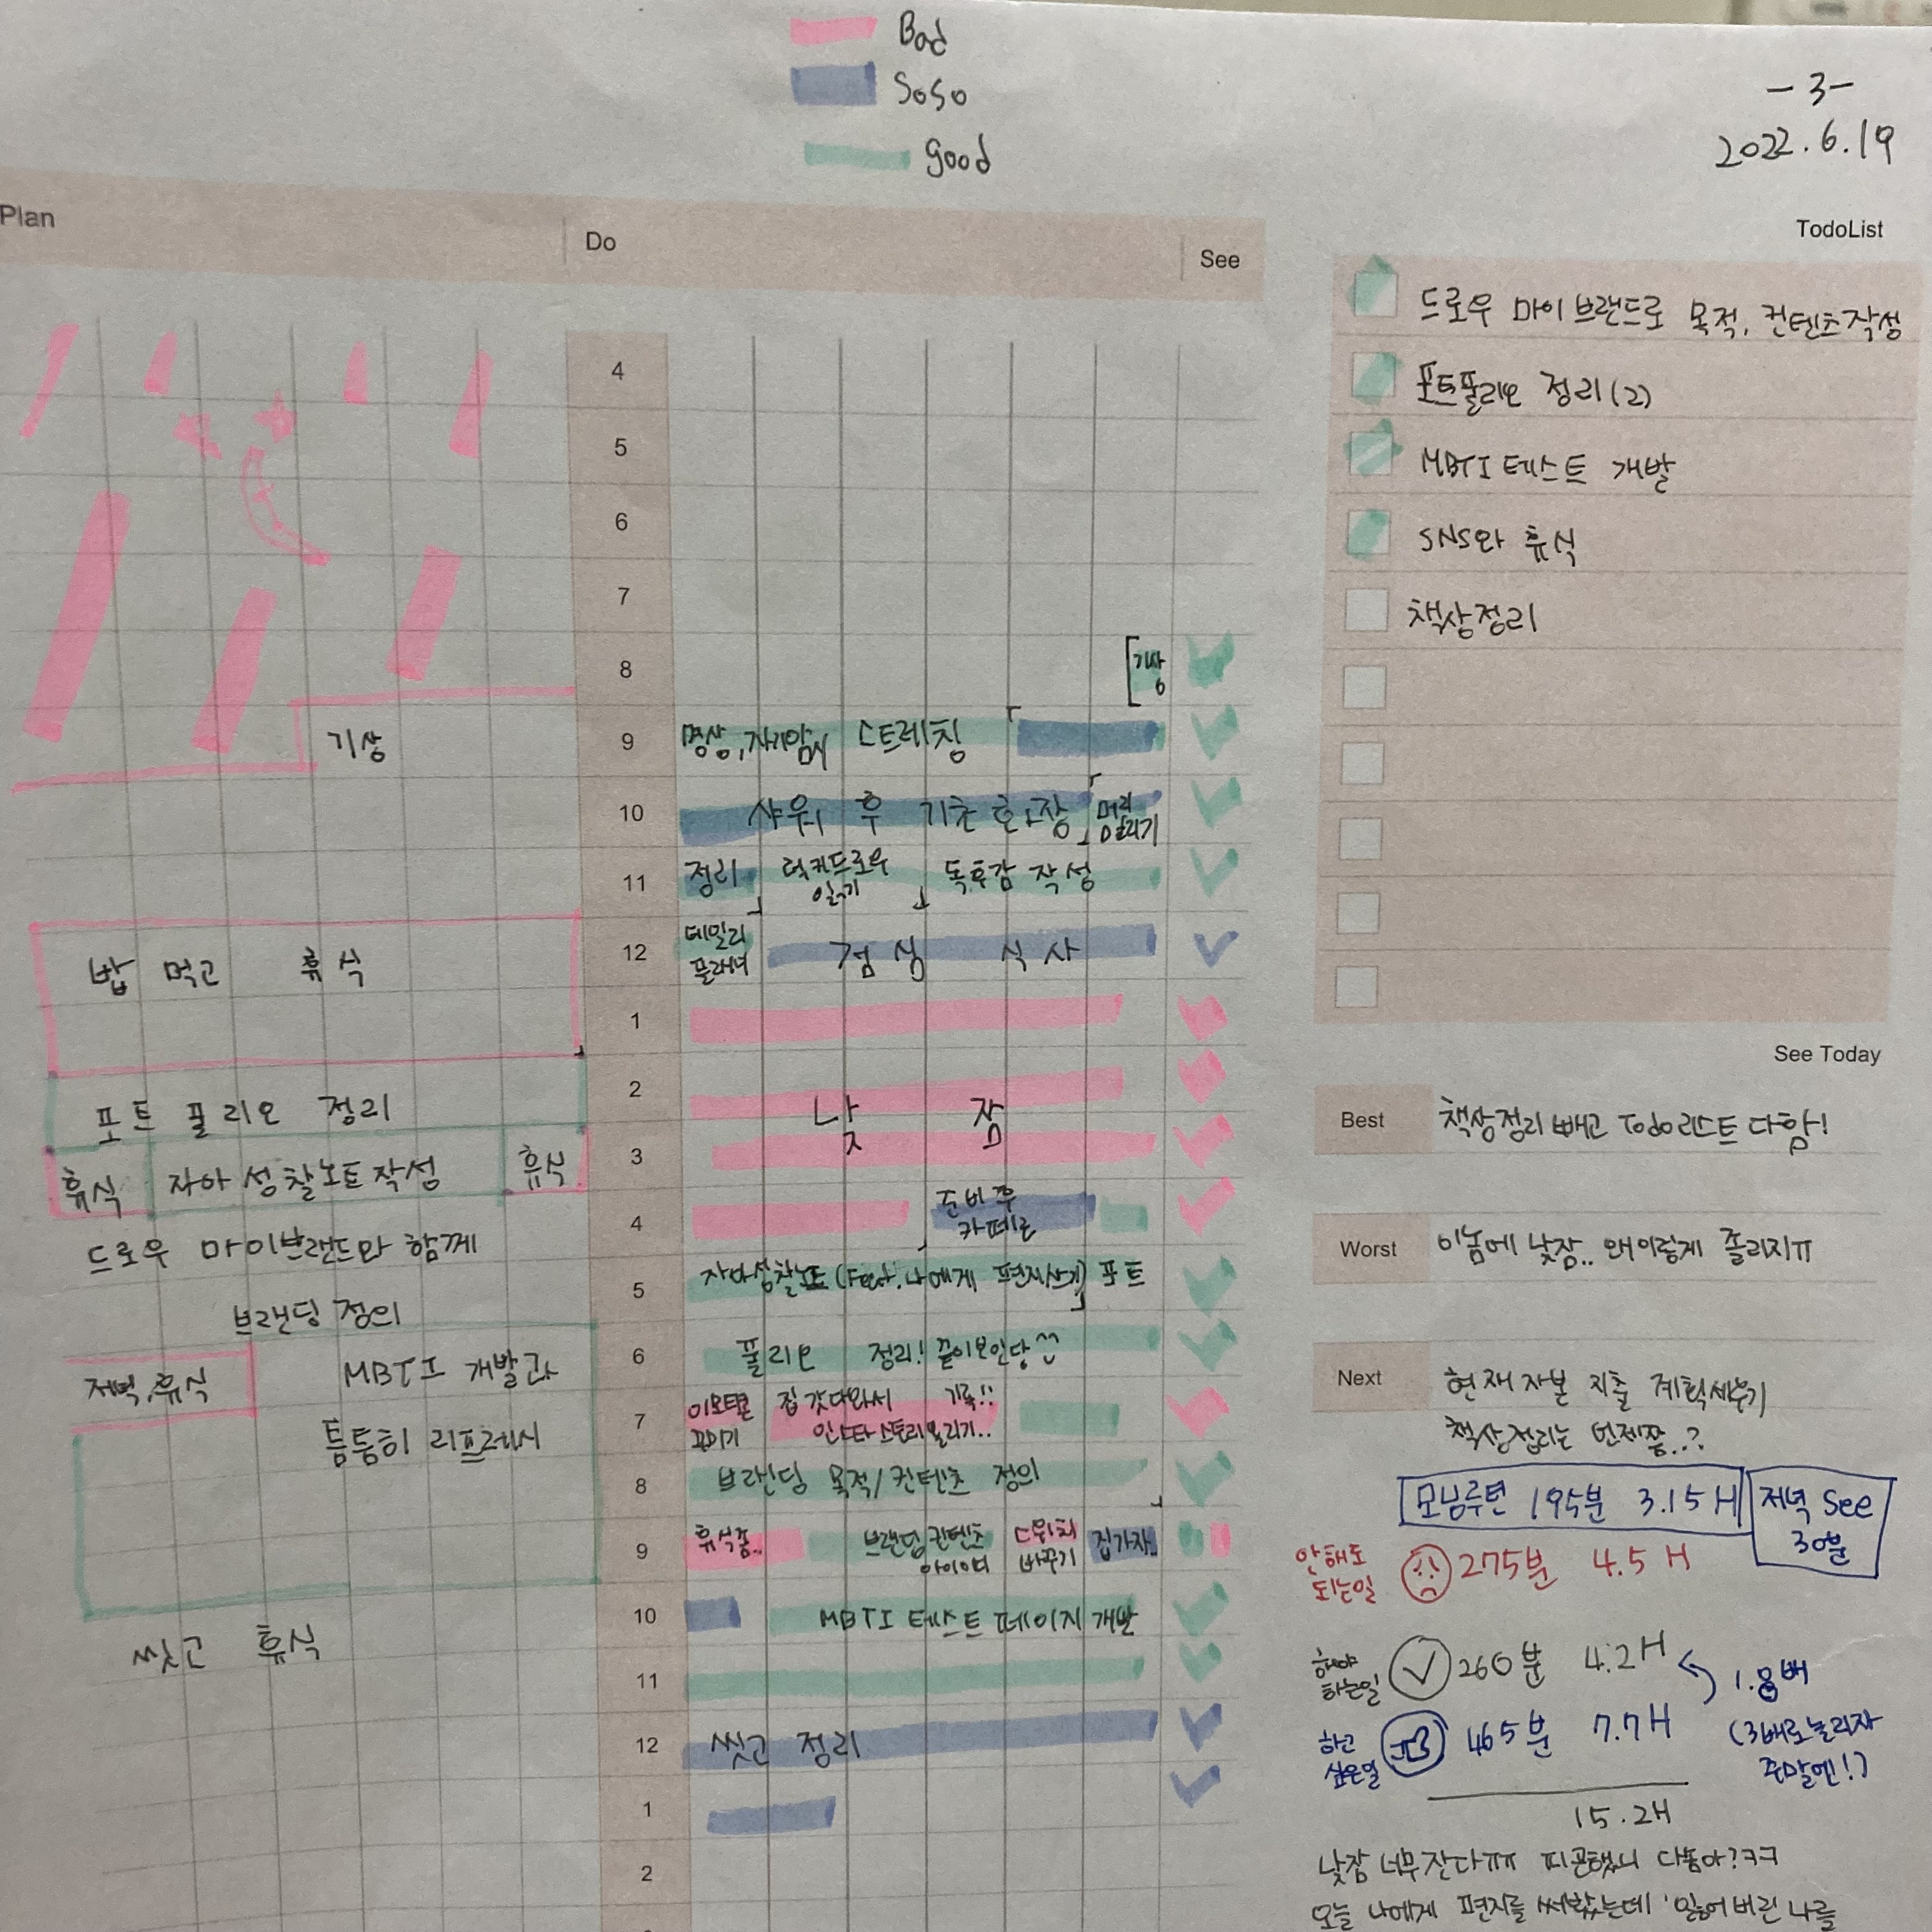 Bad
Soso
good
-3-
2022.6.19
Plan
Do
See
TodoList
드로우 마이브랜드로 목적, 컨텐츠작성
포트폴리오 정리(2)
MBTI 테스트 개발
SNS와 휴식
책상정리
기상
밥 먹고 휴식
포트 폴리오 정리
휴식 자아성찰노트작성 휴식
드로우 마이브랜드와 함께
브랜딩 정의
저녁, 휴식
MBTI 개발과
틈틈히 리프레시
씻고 휴식
4
5
6
7
8 기상
9 명상, 스트레칭
10 샤워 후 기초 화장 머리 말리기
11 정리 럭키드로우 읽기 독후감 작성
12 데일리 플래너 점심 식사
1
2 낮 잠
3
4 준비 후 카페로
5 자아성찰노트(Feat. 나에게 편지쓰기) 포트
6 폴리오 정리! 끝이보인당^^
7 이모티콘 꾸미기 집 갓다와서 기록!! 인스타스토리올리기..
8 브랜딩 목적/컨텐츠 정의
9 휴식좀.. 브랜딩컨텐츠 아이디어 스위치 바꾸기 집가자..
10 MBTI 테스트 페이지 개발
11
12 씻고 정리
1
2
See Today
Best 책상정리빼고 Todo리스트 다함!
Worst 이놈에 낮잠.. 왜이렇게 졸리지ㅠ
Next 현재자본 지출 계획세우기
책상정리는 언제쯤..?
모닝루틴 195분 3.15H
저녁 See
30분
안해도
되는일
275분 4.5H
해야
하는일
260분 4.2H
1.8배
하고
싶은일
465분 7.7H
(3배로늘리자
주말엔!)
15.2H
낮잠 너무잔다ㅠㅠ 피곤했니 다솜아?ㅋㅋ
오늘 나에게 편지를 써봤는데 '잃어버린 나를